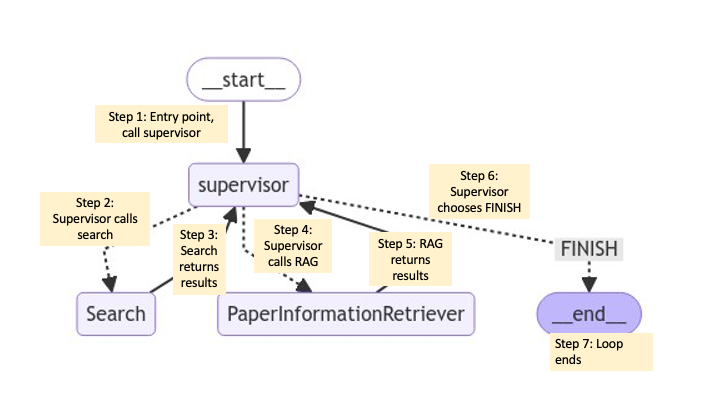 __start__
Step 1: Entry point,
call supervisor
supervisor
Step 6:
Supervisor
chooses FINISH
Step 2:
Supervisor calls
search
Step 3:
Search
returns
results
Step 4:
Supervisor
calls RAG
Step 5: RAG
returns
results
FINISH
Search
PaperInformationRetriever
__end__
Step 7: Loop
ends